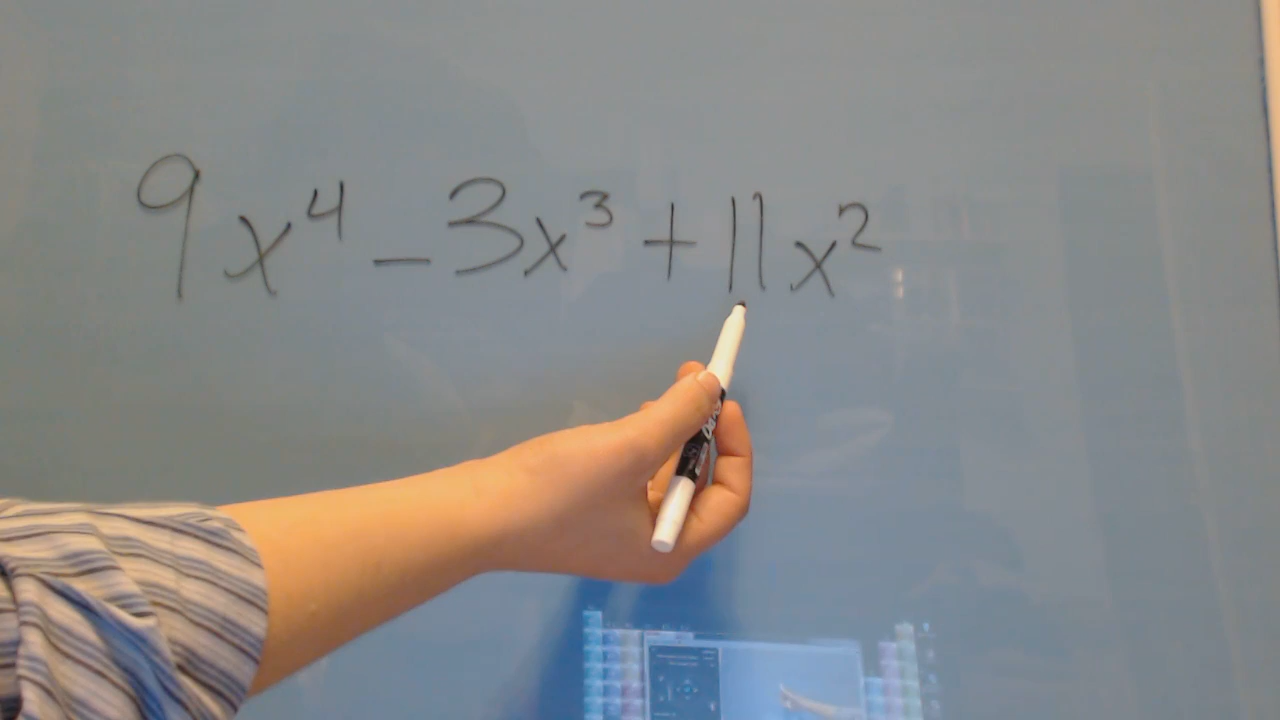 9x⁴ - 3x³ + 11x²